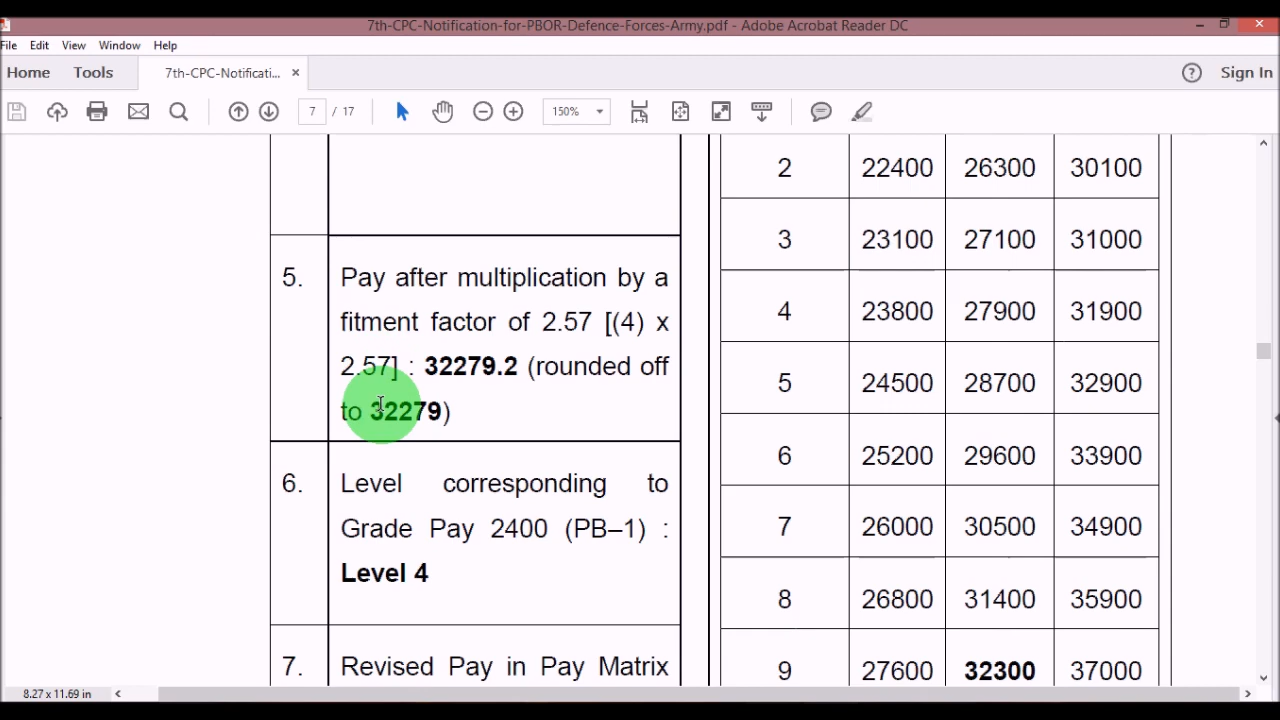 7th-CPC-Notification-for-PBOR-Defence-Forces-Army.pdf - Adobe Acrobat Reader DC
File Edit View Window Help
Home Tools 7th-CPC-Notificati... × ? Sign In
7 / 17 150%
5. Pay after multiplication by a
fitment factor of 2.57 [(4) x
2.57] : 32279.2 (rounded off
to 32279)
6. Level corresponding to
Grade Pay 2400 (PB–1) :
Level 4
7. Revised Pay in Pay Matrix
2 22400 26300 30100
3 23100 27100 31000
4 23800 27900 31900
5 24500 28700 32900
6 25200 29600 33900
7 26000 30500 34900
8 26800 31400 35900
9 27600 32300 37000
8.27 x 11.69 in